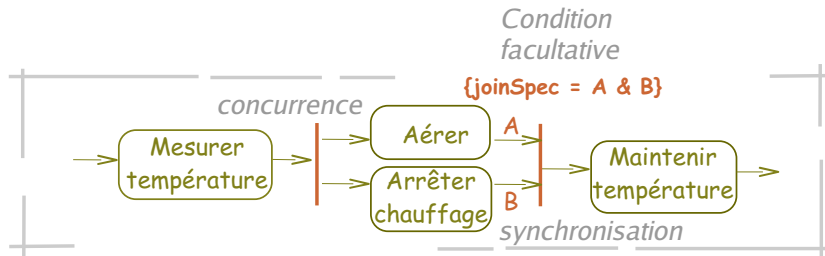 Condition
facultative
{joinSpec = A & B}
concurrence
Mesurer
température
Aérer
A
Arrêter
chauffage
B
Maintenir
température
synchronisation